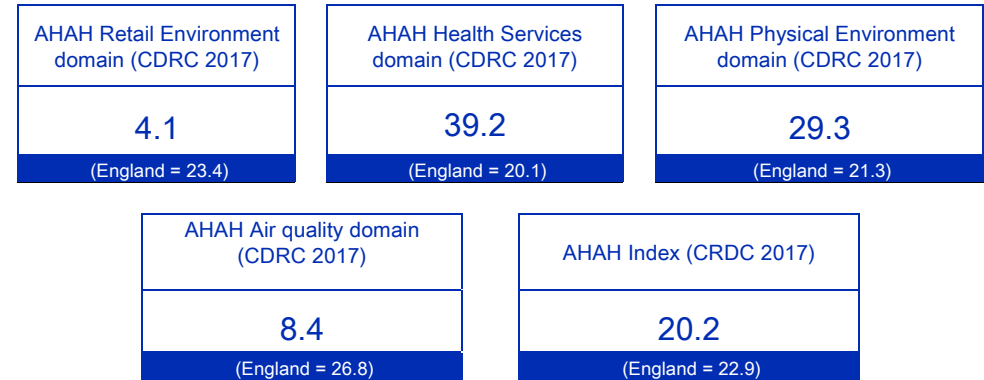 AHAH Retail Environment
domain (CDRC 2017)
4.1
(England = 23.4)
AHAH Health Services
domain (CDRC 2017)
39.2
(England = 20.1)
AHAH Physical Environment
domain (CDRC 2017)
29.3
(England = 21.3)
AHAH Air quality domain
(CDRC 2017)
8.4
(England = 26.8)
AHAH Index (CRDC 2017)
20.2
(England = 22.9)